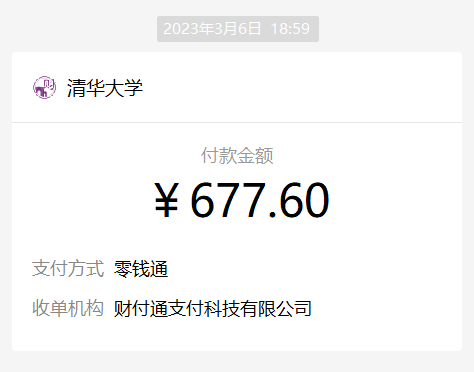 2023年3月6日 18:59
清华大学
付款金额
¥ 677.60
支付方式 零钱通
收单机构 财付通支付科技有限公司